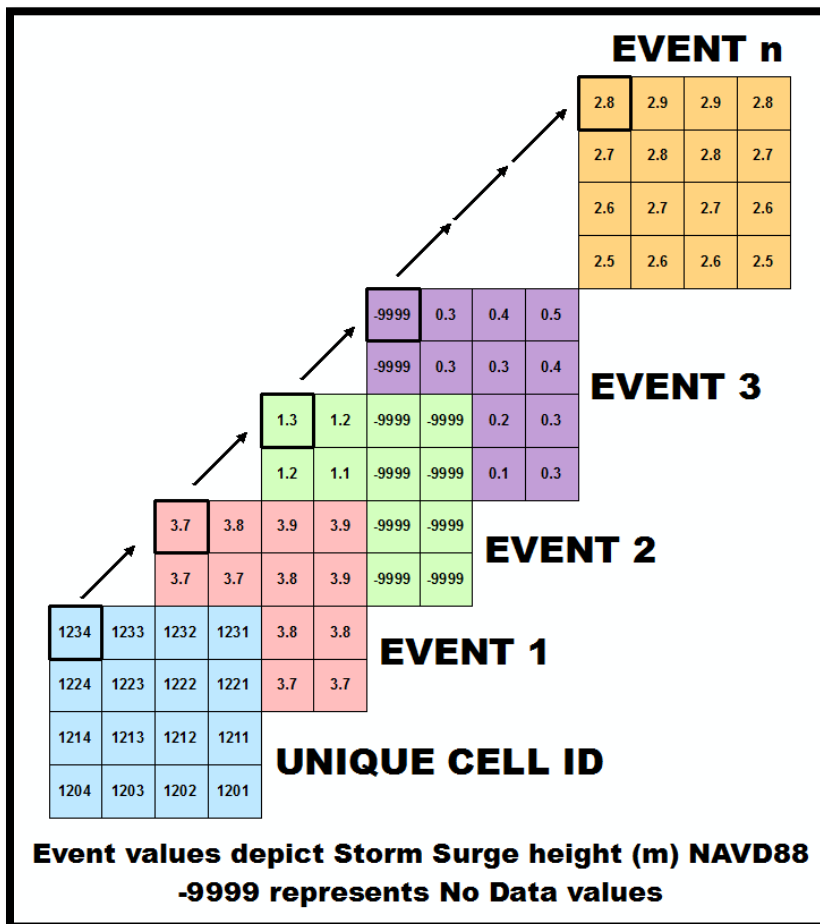 EVENT n
2.8 2.9 2.9 2.8
2.7 2.8 2.8 2.7
2.6 2.7 2.7 2.6
2.5 2.6 2.6 2.5
-9999 0.3 0.4 0.5
-9999 0.3 0.3 0.4
EVENT 3
1.3 1.2 -9999 -9999 0.2 0.3
1.2 1.1 -9999 -9999 0.1 0.3
3.7 3.8 3.9 3.9 -9999 -9999
EVENT 2
3.7 3.7 3.8 3.9 -9999 -9999
1234 1233 1232 1231 3.8 3.8
EVENT 1
1224 1223 1222 1221 3.7 3.7
1214 1213 1212 1211
UNIQUE CELL ID
1204 1203 1202 1201
Event values depict Storm Surge height (m) NAVD88
-9999 represents No Data values